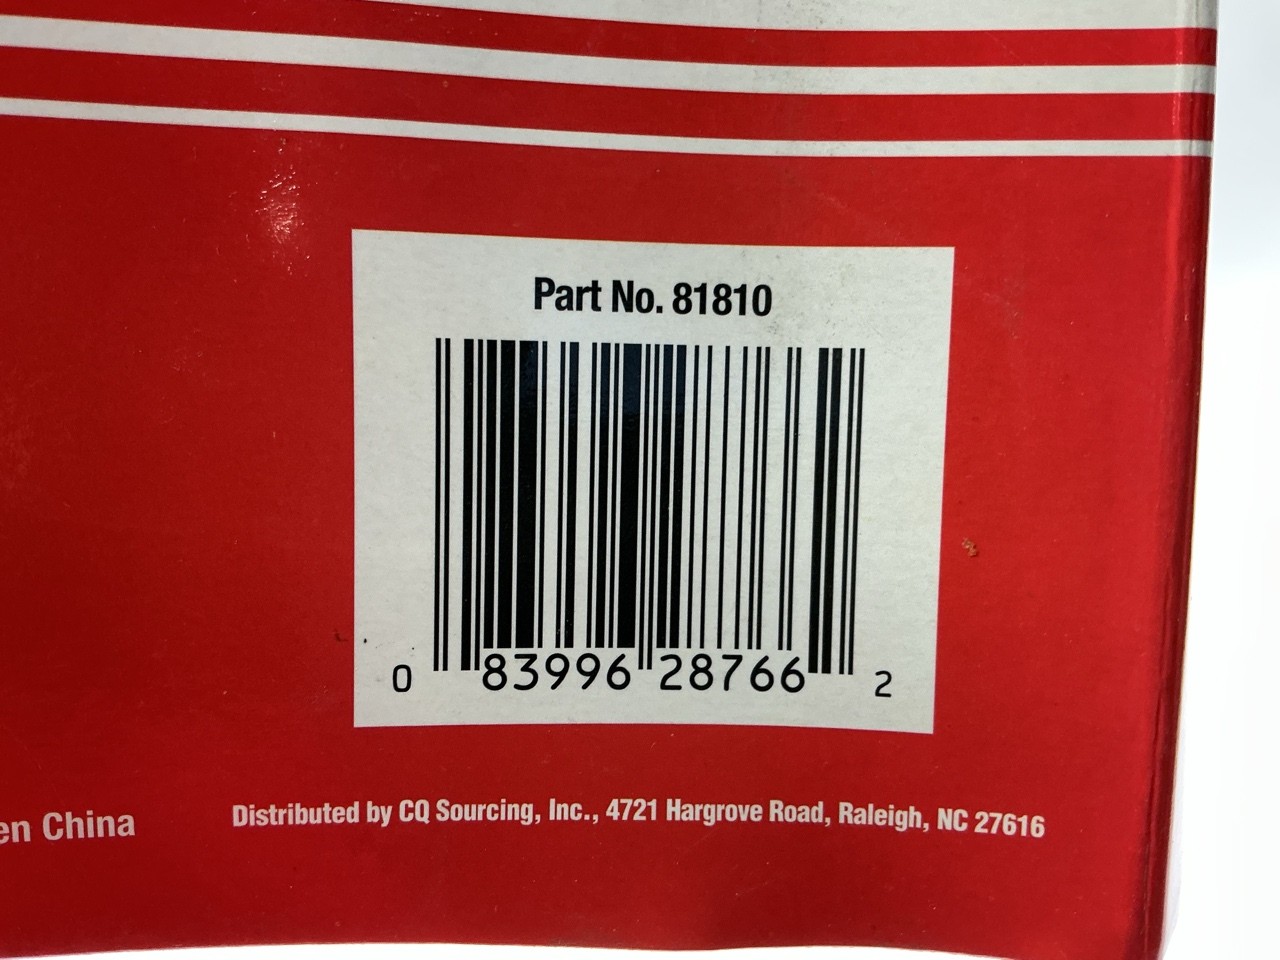 Part No. 81810
0 83996 28766 2
en China
Distributed by CQ Sourcing, Inc., 4721 Hargrove Road, Raleigh, NC 27616